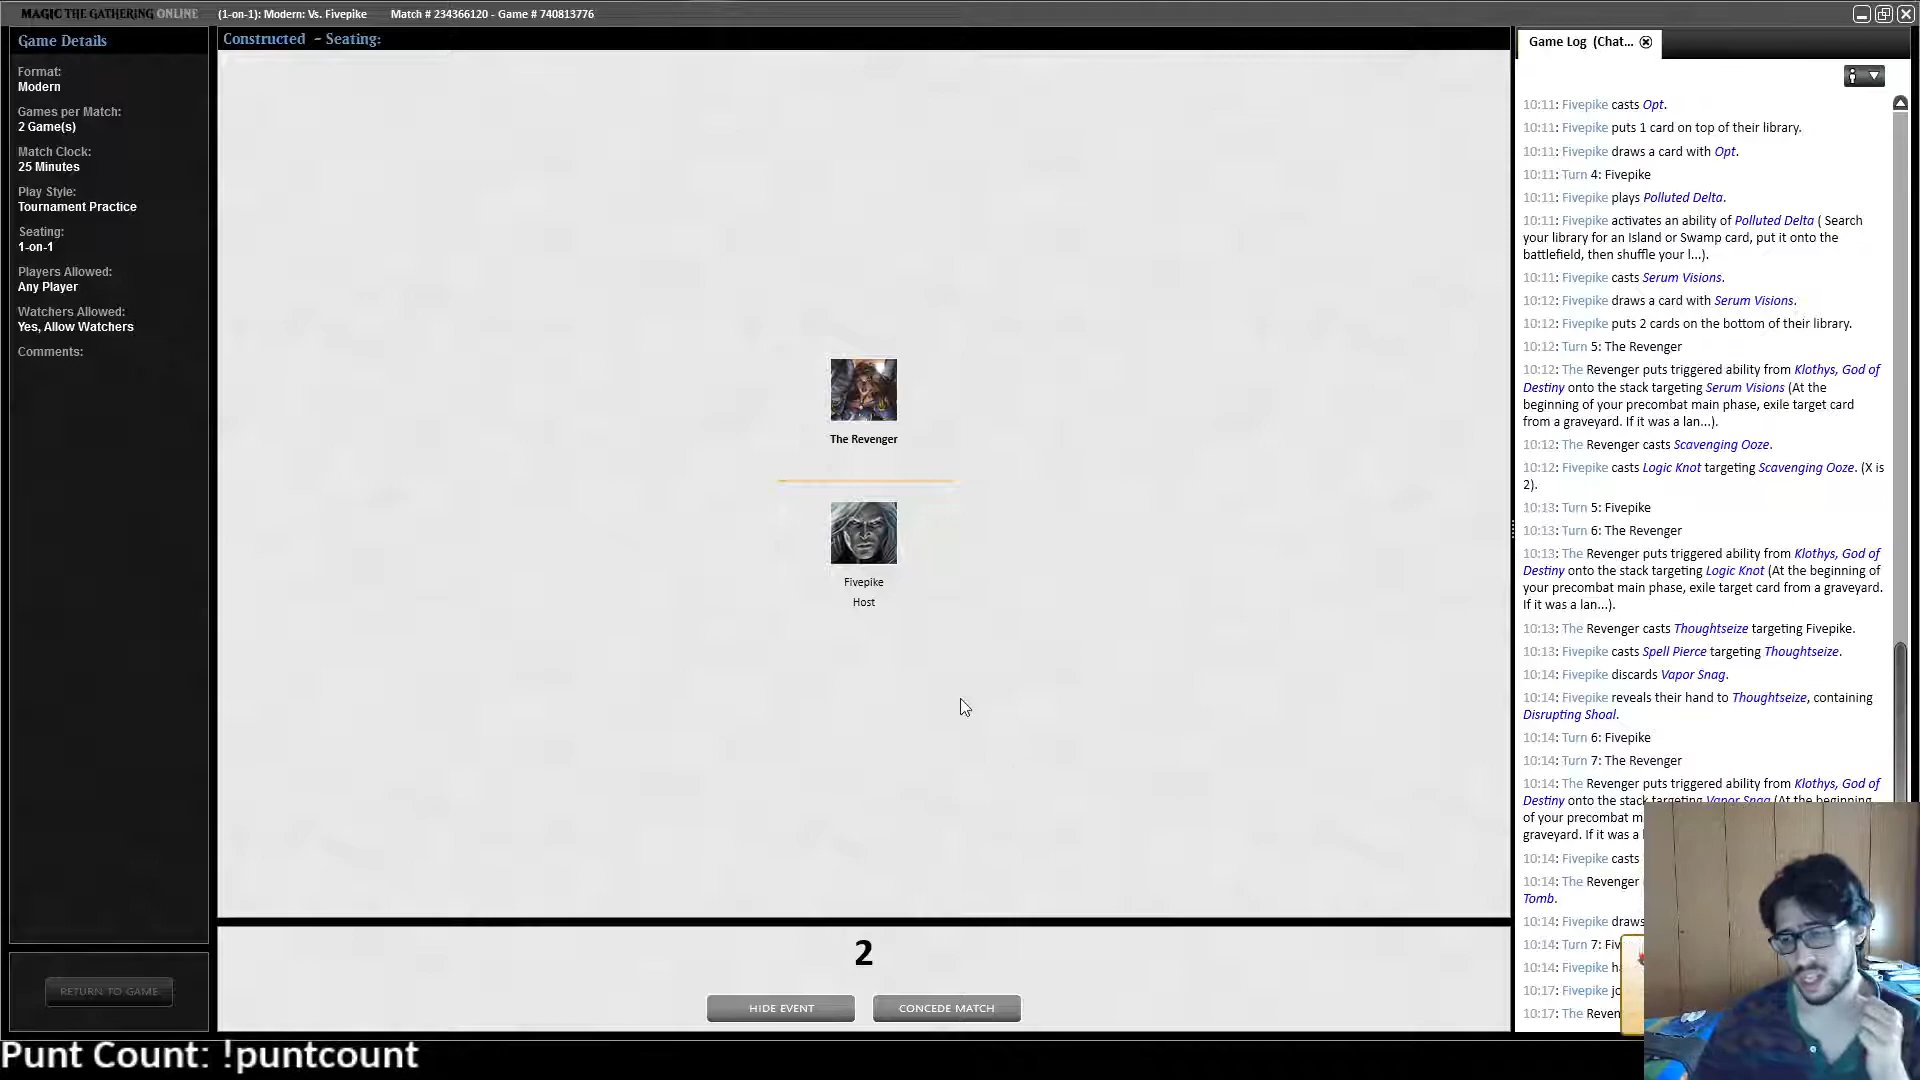 MAGIC THE GATHERING ONLINE (1-on-1): Modern: Vs. Fivepike Match # 234366120 - Game # 740813776
Game Details
Format:
Modern
Games per Match:
2 Game(s)
Match Clock:
25 Minutes
Play Style:
Tournament Practice
Seating:
1-on-1
Players Allowed:
Any Player
Watchers Allowed:
Yes, Allow Watchers
Comments:
RETURN TO GAME
Constructed - Seating:
The Revenger
Fivepike
Host
2
HIDE EVENT
CONCEDE MATCH
Game Log (Chat...
10:11: Fivepike casts Opt.
10:11: Fivepike puts 1 card on top of their library.
10:11: Fivepike draws a card with Opt.
10:11: Turn 4: Fivepike
10:11: Fivepike plays Polluted Delta.
10:11: Fivepike activates an ability of Polluted Delta ( Search
your library for an Island or Swamp card, put it onto the
battlefield, then shuffle your l...).
10:11: Fivepike casts Serum Visions.
10:12: Fivepike draws a card with Serum Visions.
10:12: Fivepike puts 2 cards on the bottom of their library.
10:12: Turn 5: The Revenger
10:12: The Revenger puts triggered ability from Klothys, God of
Destiny onto the stack targeting Serum Visions (At the
beginning of your precombat main phase, exile target card
from a graveyard. If it was a lan...).
10:12: The Revenger casts Scavenging Ooze.
10:12: Fivepike casts Logic Knot targeting Scavenging Ooze. (X is
2).
10:13: Turn 5: Fivepike
10:13: Turn 6: The Revenger
10:13: The Revenger puts triggered ability from Klothys, God of
Destiny onto the stack targeting Logic Knot (At the beginning
of your precombat main phase, exile target card from a graveyard.
If it was a lan...).
10:13: The Revenger casts Thoughtseize targeting Fivepike.
10:13: Fivepike casts Spell Pierce targeting Thoughtseize.
10:14: Fivepike discards Vapor Snag.
10:14: Fivepike reveals their hand to Thoughtseize, containing
Disrupting Shoal.
10:14: Turn 6: Fivepike
10:14: Turn 7: The Revenger
10:14: The Revenger puts triggered ability from Klothys, God of
Destiny onto the stack targeting Vapor Snag (At the beginning
of your precombat
graveyard. If it was a
10:14: Fivepike casts
10:14: The Revenger
Tomb.
10:14: Fivepike draws
10:14: Turn 7:
10:14: Fivepike
10:17: Fivepike
10:17: The
Punt Count: !puntcount